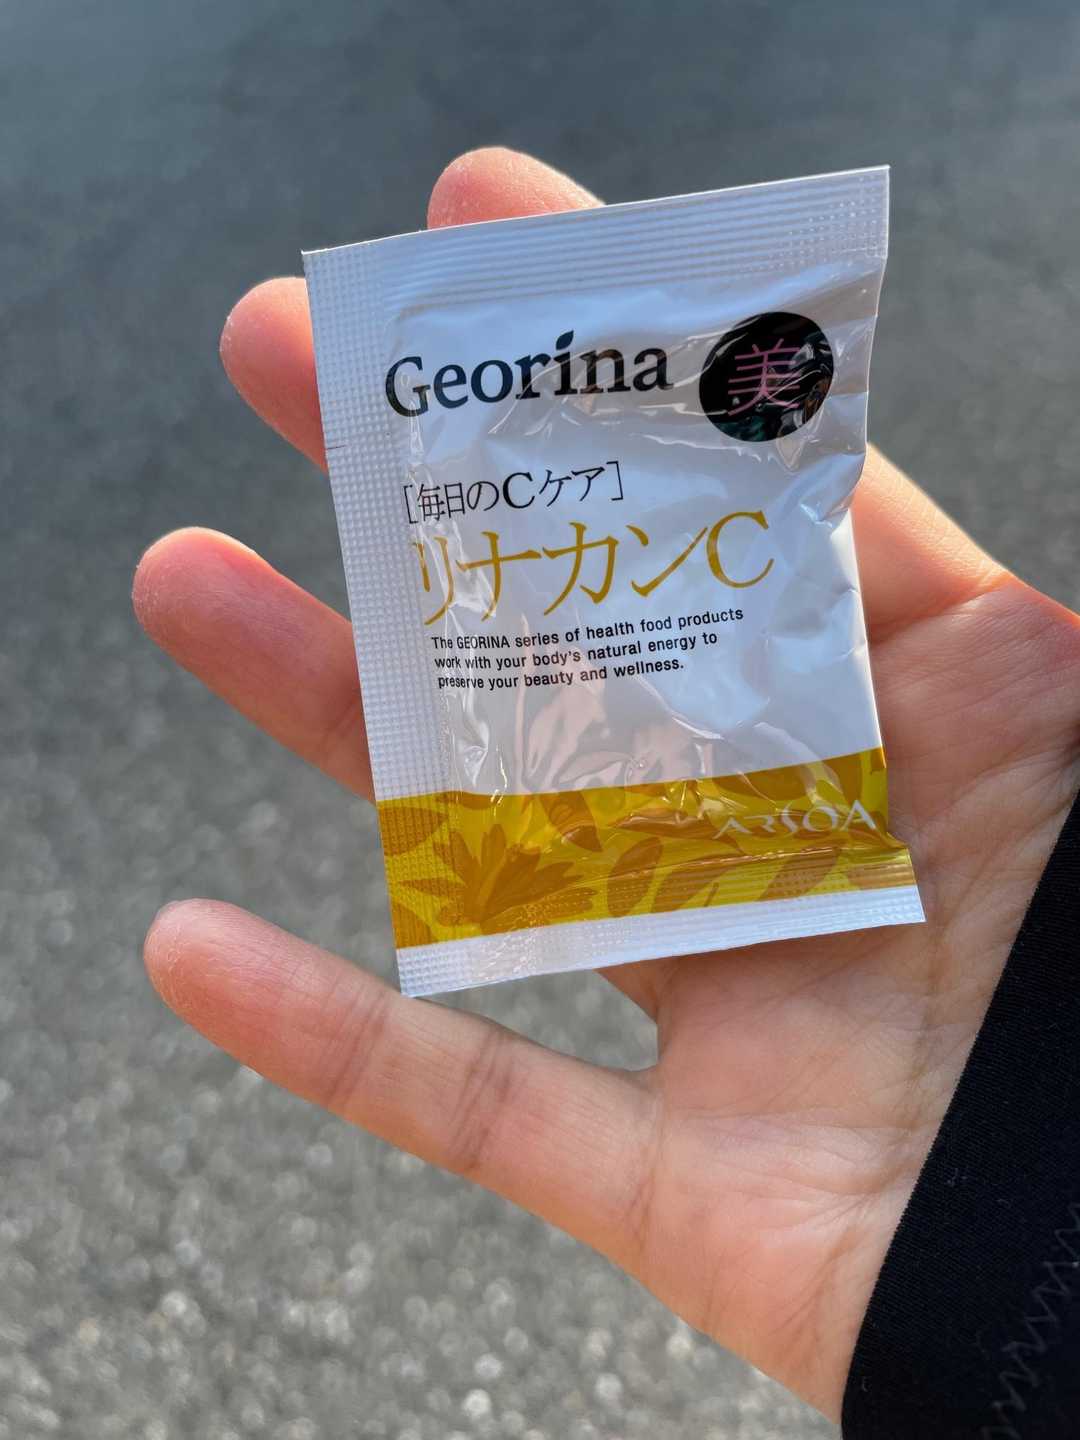 Georina 美
[毎日のCケア]
リナカンC
The GEORINA series of health food products
work with your body's natural energy to
preserve your beauty and wellness.
ARSOA